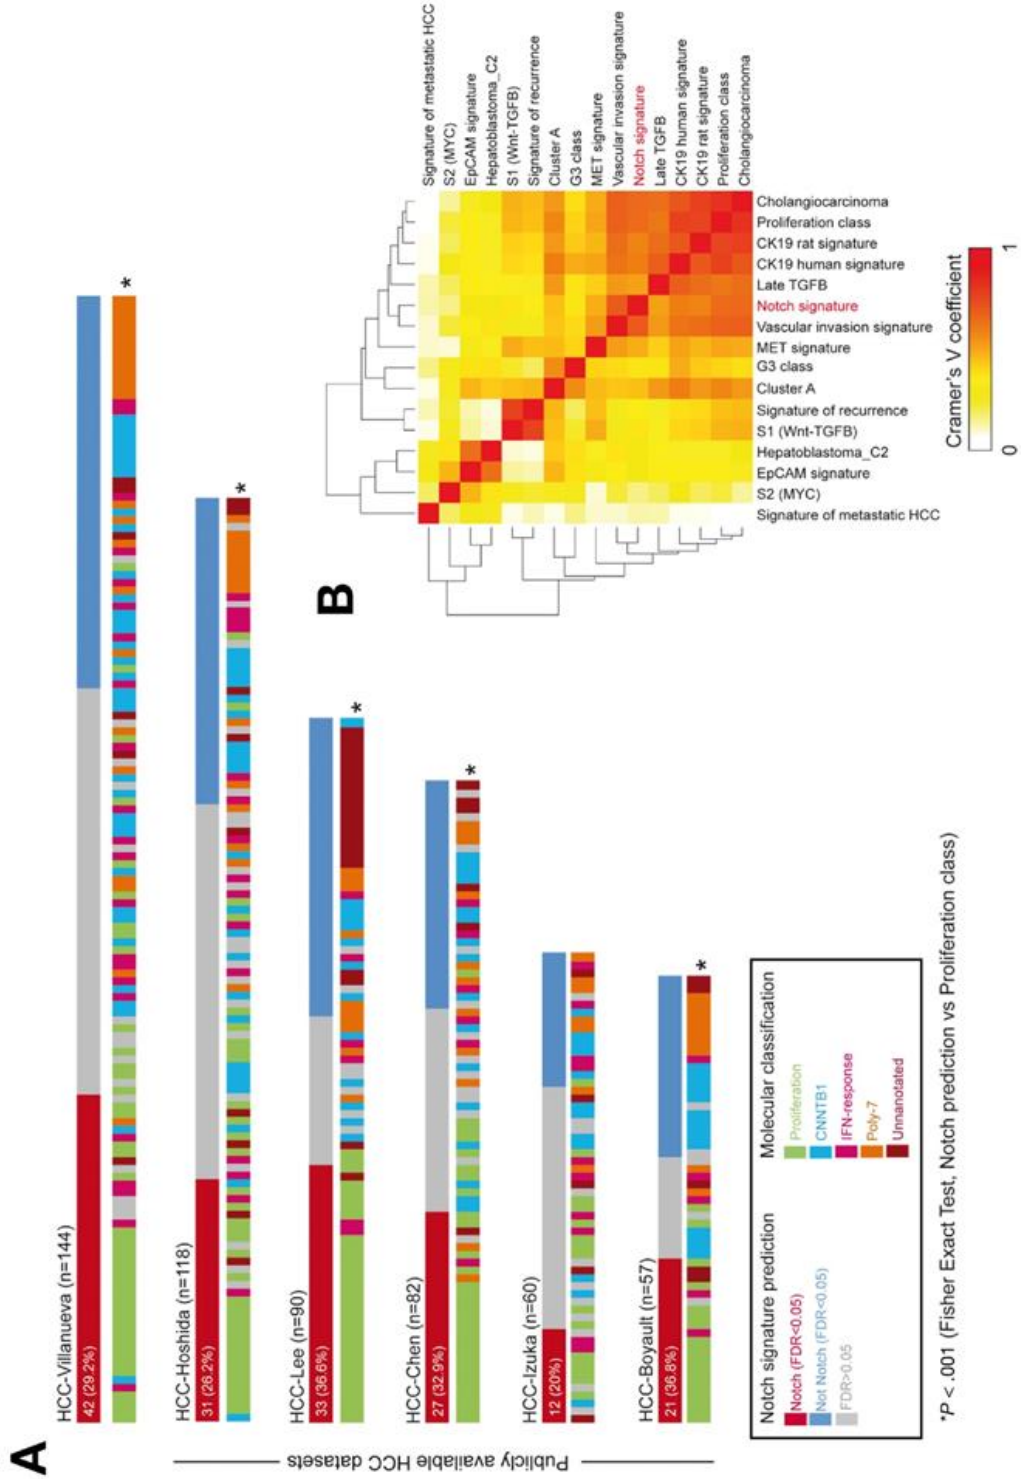 A
Publicly available HCC datasets
HCC-Villanueva (n=144)
42 (29.2%)
*
HCC-Hoshida (n=118)
31 (26.2%)
*
HCC-Lee (n=90)
33 (36.6%)
*
HCC-Chen (n=82)
27 (32.9%)
*
HCC-Izuka (n=60)
12 (20%)
HCC-Boyault (n=57)
21 (36.8%)
*
Notch signature prediction
Notch (FDR<0.05)
Not Notch (FDR<0.05)
FDR>0.05
Molecular classification
Proliferation
CNNTB1
IFN-response
Poly-7
Unnanotated
*P < .001 (Fisher Exact Test, Notch prediction vs Proliferation class)
B
Signature of metastatic HCC
S2 (MYC)
EpCAM signature
Hepatoblastoma_C2
S1 (Wnt-TGFB)
Signature of recurrence
Cluster A
G3 class
MET signature
Vascular invasion signature
Notch signature
Late TGFB
CK19 human signature
CK19 rat signature
Proliferation class
Cholangiocarcinoma
Cholangiocarcinoma
Proliferation class
CK19 rat signature
CK19 human signature
Late TGFB
Notch signature
Vascular invasion signature
MET signature
G3 class
Cluster A
Signature of recurrence
S1 (Wnt-TGFB)
Hepatoblastoma_C2
EpCAM signature
S2 (MYC)
Signature of metastatic HCC
Cramer's V coefficient
0
1